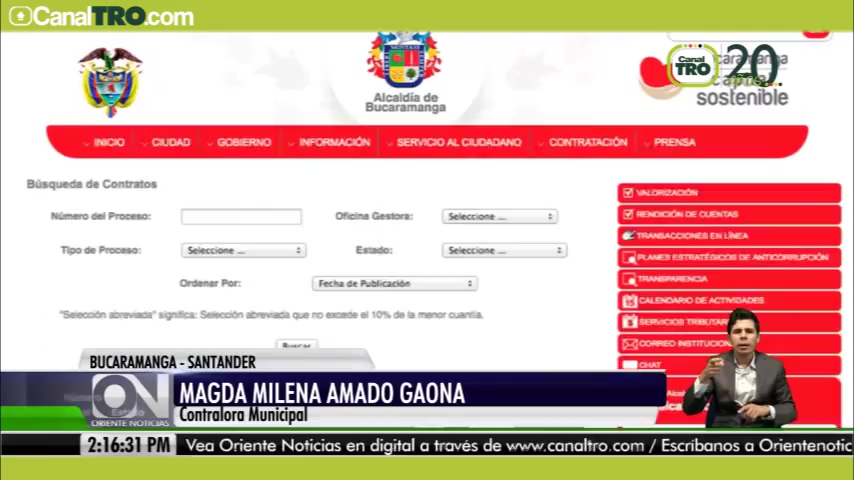 CanalTRO.com
Canal
TRO
20
Alcaldía de
Bucaramanga
sostenible
INICIO CIUDAD GOBIERNO INFORMACIÓN SERVICIO AL CIUDADANO CONTRATACIÓN PRENSA
Búsqueda de Contratos
Número del Proceso: Oficina Gestora: Seleccione ...
Tipo de Proceso: Seleccione ... Estado: Seleccione ...
Ordenar Por: Fecha de Publicación
"Selección abreviada" significa: Selección abreviada que no excede el 10% de la menor cuantía.
Buscar
VALORIZACIÓN
RENDICIÓN DE CUENTAS
TRANSACCIONES EN LÍNEA
PLANES ESTRATÉGICOS DE ANTICORRUPCIÓN
TRANSPARENCIA
CALENDARIO DE ACTIVIDADES
SERVICIOS TRIBUTAR
CORREO INSTITUCION
CHAT
BUCARAMANGA - SANTANDER
ON
ORIENTE NOTICIAS
MAGDA MILENA AMADO GAONA
Contralora Municipal
2:16:31 PM Vea Oriente Noticias en digital a través de www.canaltro.com / Escríbanos a Orientenotic